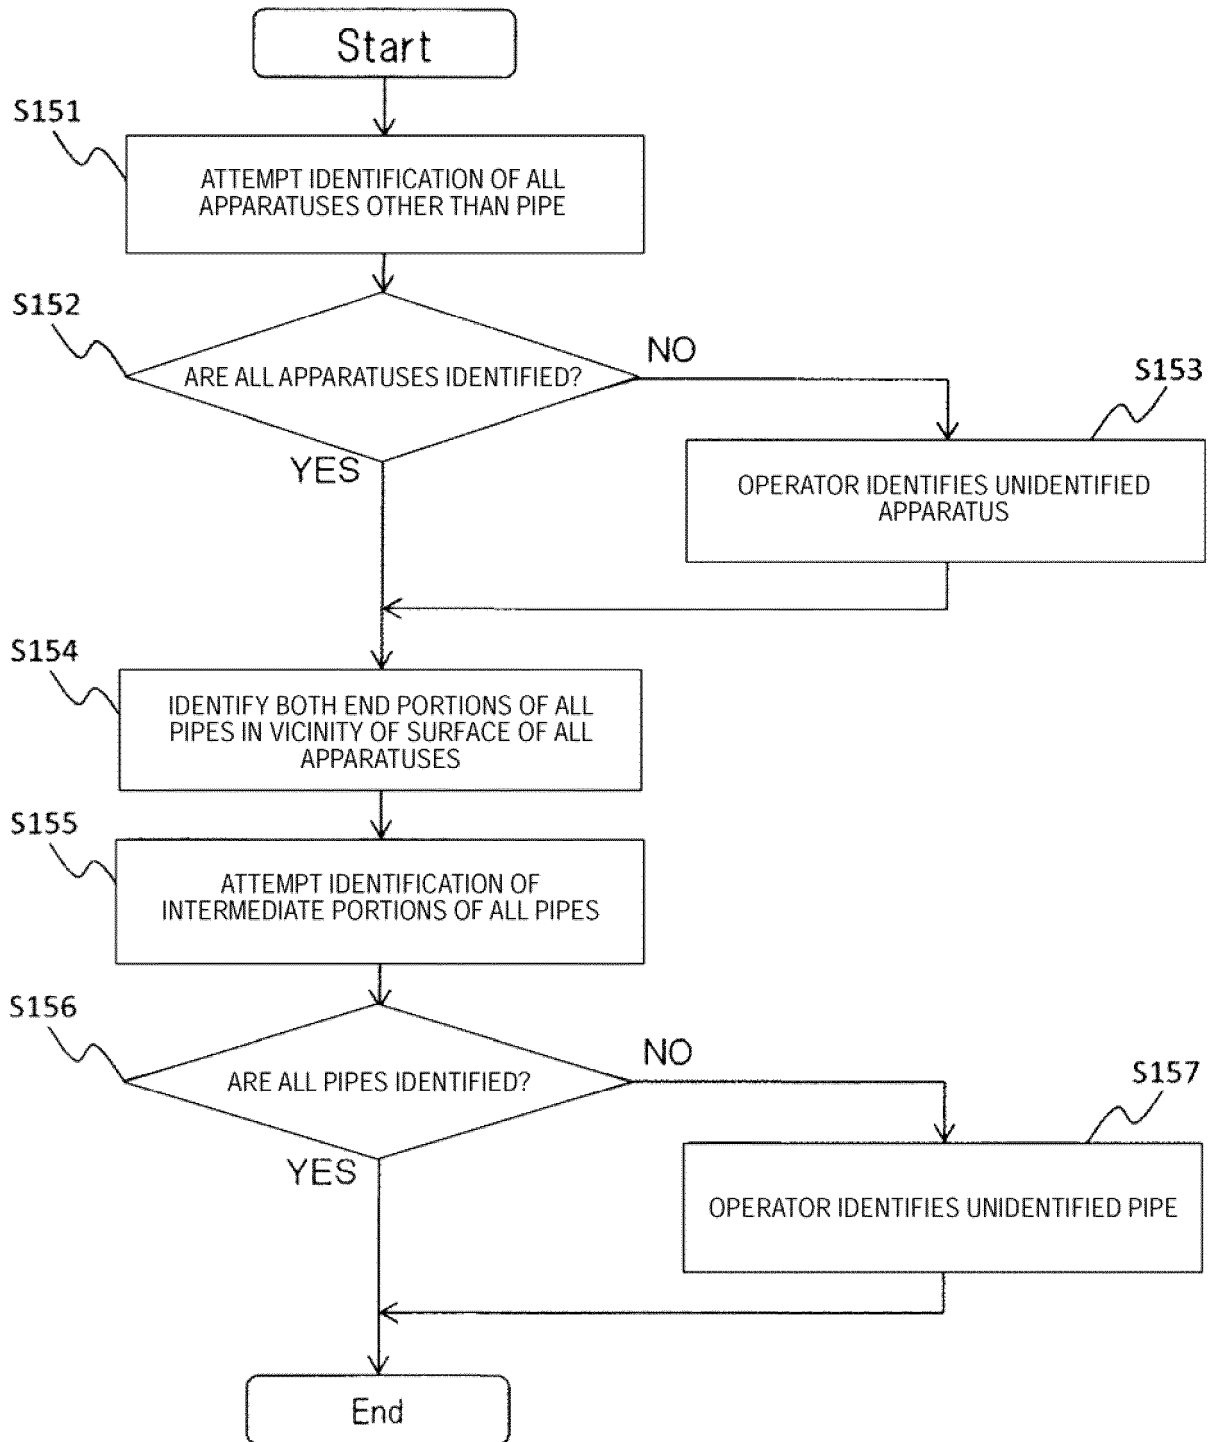 Start
S151
ATTEMPT IDENTIFICATION OF ALL
APPARATUSES OTHER THAN PIPE
S152
ARE ALL APPARATUSES IDENTIFIED?
NO
YES
S153
OPERATOR IDENTIFIES UNIDENTIFIED
APPARATUS
S154
IDENTIFY BOTH END PORTIONS OF ALL
PIPES IN VICINITY OF SURFACE OF ALL
APPARATUSES
S155
ATTEMPT IDENTIFICATION OF
INTERMEDIATE PORTIONS OF ALL PIPES
S156
ARE ALL PIPES IDENTIFIED?
NO
YES
S157
OPERATOR IDENTIFIES UNIDENTIFIED PIPE
End